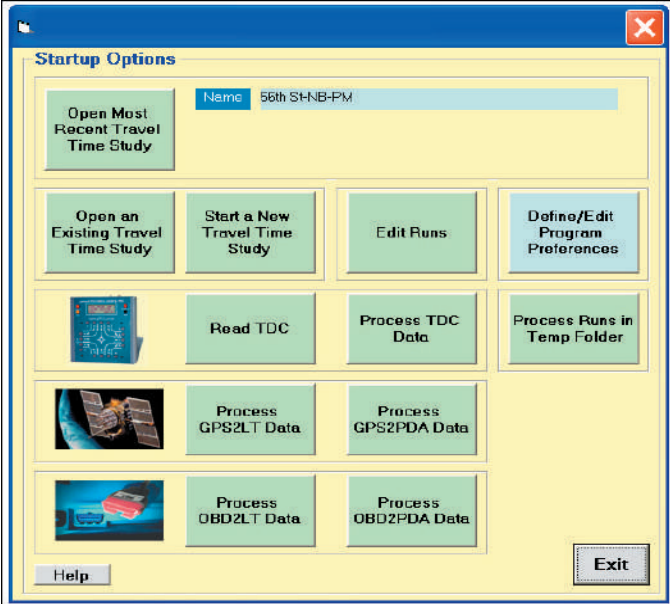 Startup Options
Open Most
Recent Travel
Time Study
Name
56th St-NB-PM
Open an
Existing Travel
Time Study
Start a New
Travel Time
Study
Edit Runs
Define/Edit
Program
Preferences
Read TDC
Process TDC
Data
Process Runs in
Temp Folder
Process
GPS2LT Data
Process
GPS2PDA Data
Process
OBD2LT Data
Process
OBD2PDA Data
Help
Exit